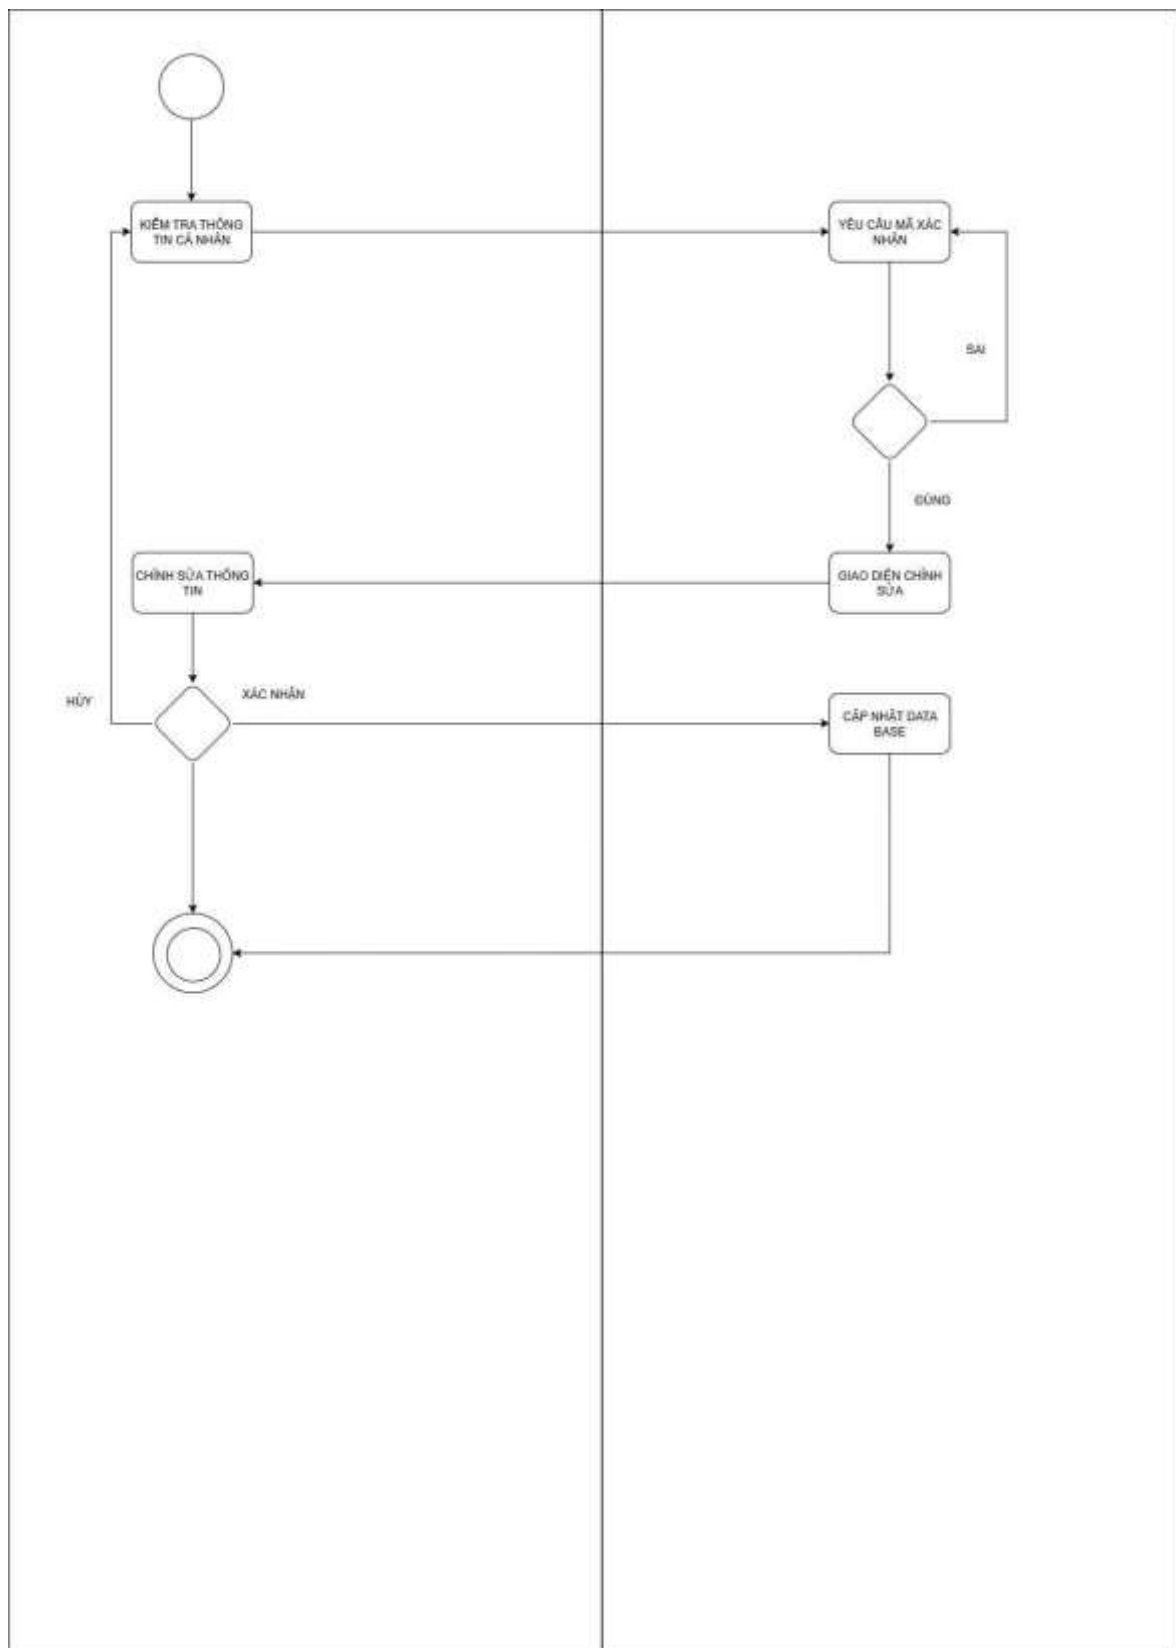 KIỂM TRA THÔNG
TIN CÁ NHÂN
YÊU CẦU MÃ XÁC
NHẬN
SAI
ĐÚNG
CHỈNH SỬA THÔNG
TIN
GIAO DIỆN CHỈNH
SỬA
HỦY
XÁC NHẬN
CẬP NHẬT DATA
BASE